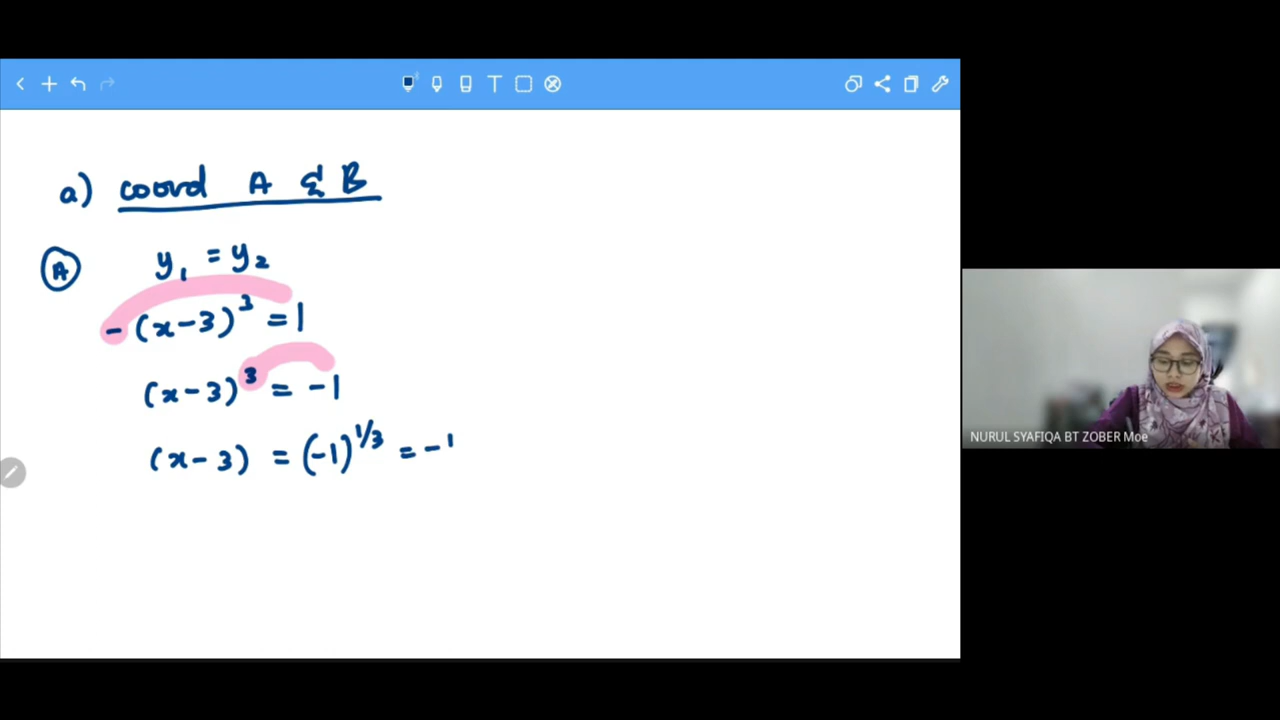 a) coord A & B
A y₁ = y₂
-(x-3)³ = 1
(x-3)³ = -1
(x-3) = (-1)^1/3 = -1
T
NURUL SYAFIQA BT ZOBER Moe